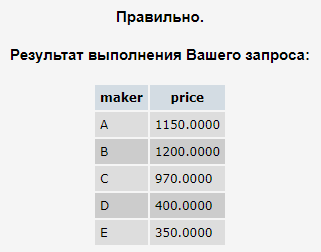 Правильно.
Результат выполнения Вашего запроса:
maker price
A 1150.0000
B 1200.0000
C 970.0000
D 400.0000
E 350.0000